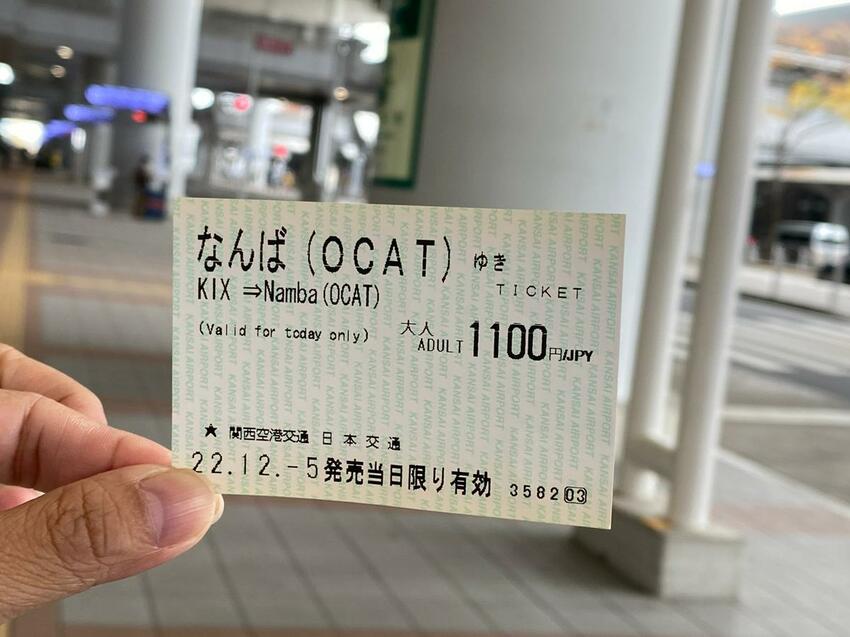 なんば(OCAT)ゆき
KIX ⇒Namba(OCAT)
TICKET
(Valid for today only)
大人
ADULT 1100円/JPY
★ 関西空港交通 日本交通
22.12.-5発売当日限り有効 3582 03
KANSAI AIRPORT